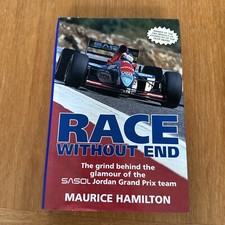 RACE
WITHOUT END
The grind behind the
glamour of the
SASOL Jordan Grand Prix team
MAURICE HAMILTON